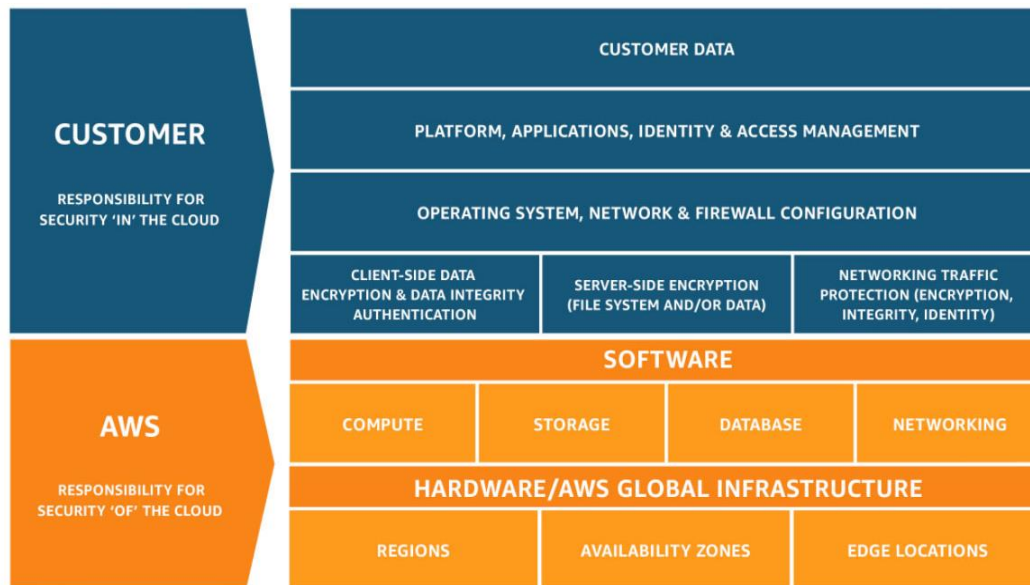 CUSTOMER
RESPONSIBILITY FOR
SECURITY ‘IN’ THE CLOUD
CUSTOMER DATA
PLATFORM, APPLICATIONS, IDENTITY & ACCESS MANAGEMENT
OPERATING SYSTEM, NETWORK & FIREWALL CONFIGURATION
CLIENT-SIDE DATA
ENCRYPTION & DATA INTEGRITY
AUTHENTICATION
SERVER-SIDE ENCRYPTION
(FILE SYSTEM AND/OR DATA)
NETWORKING TRAFFIC
PROTECTION (ENCRYPTION,
INTEGRITY, IDENTITY)
AWS
RESPONSIBILITY FOR
SECURITY ‘OF’ THE CLOUD
SOFTWARE
COMPUTE
STORAGE
DATABASE
NETWORKING
HARDWARE/AWS GLOBAL INFRASTRUCTURE
REGIONS
AVAILABILITY ZONES
EDGE LOCATIONS